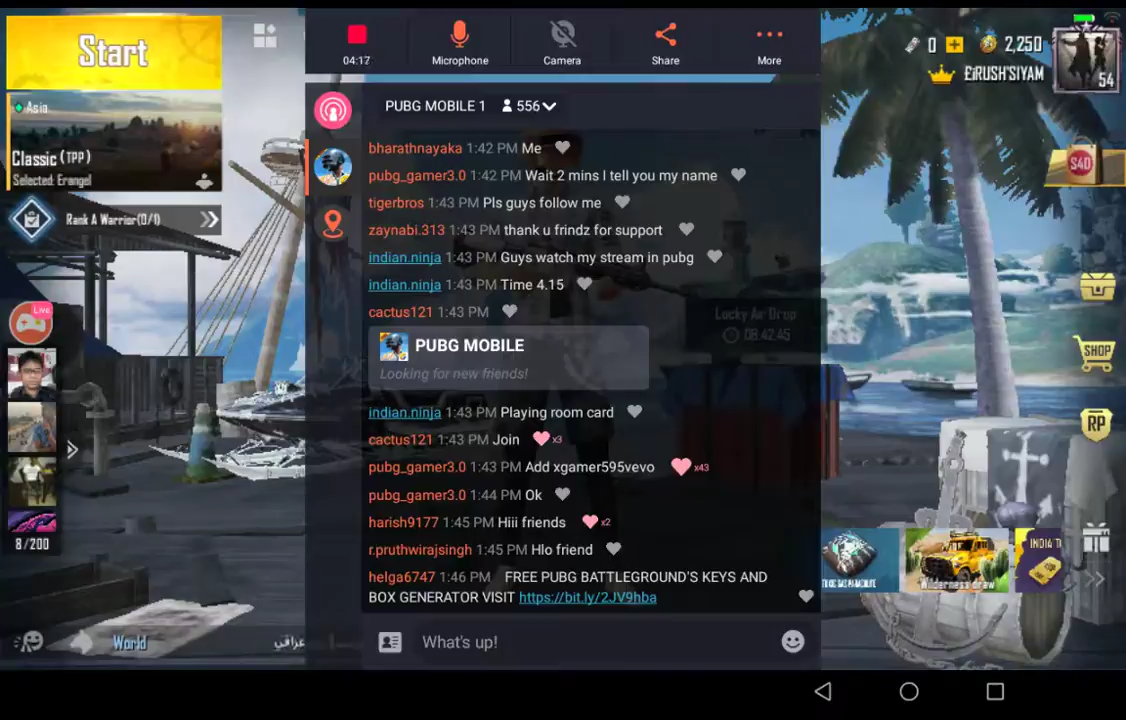 Start
Asia
Classic (TPP)
Selected: Erangel
Rank A Warrior(0/1)
Live
8/200
World
عراقي
04:17
Microphone
Camera
Share
More
PUBG MOBILE 1 556
bharathnayaka 1:42 PM Me
pubg_gamer3.0 1:42 PM Wait 2 mins I tell you my name
tigerbros 1:43 PM Pls guys follow me
zaynabi.313 1:43 PM thank u frindz for support
indian.ninja 1:43 PM Guys watch my stream in pubg
indian.ninja 1:43 PM Time 4.15
cactus121 1:43 PM
PUBG MOBILE
Looking for new friends!
indian.ninja 1:43 PM Playing room card
cactus121 1:43 PM Join x3
pubg_gamer3.0 1:43 PM Add xgamer595vevo x43
pubg_gamer3.0 1:44 PM Ok
harish9177 1:45 PM Hiii friends x2
r.pruthwirajsingh 1:45 PM Hlo friend
helga6747 1:46 PM FREE PUBG BATTLEGROUND'S KEYS AND
BOX GENERATOR VISIT https://bit.ly/2JV9hba
What's up!
Lucky Air Drop
08:42:45
0 2,250
EiRUSH'SIYAM
54
S4D
SHOP
RP
Wilderness draw
INDIA